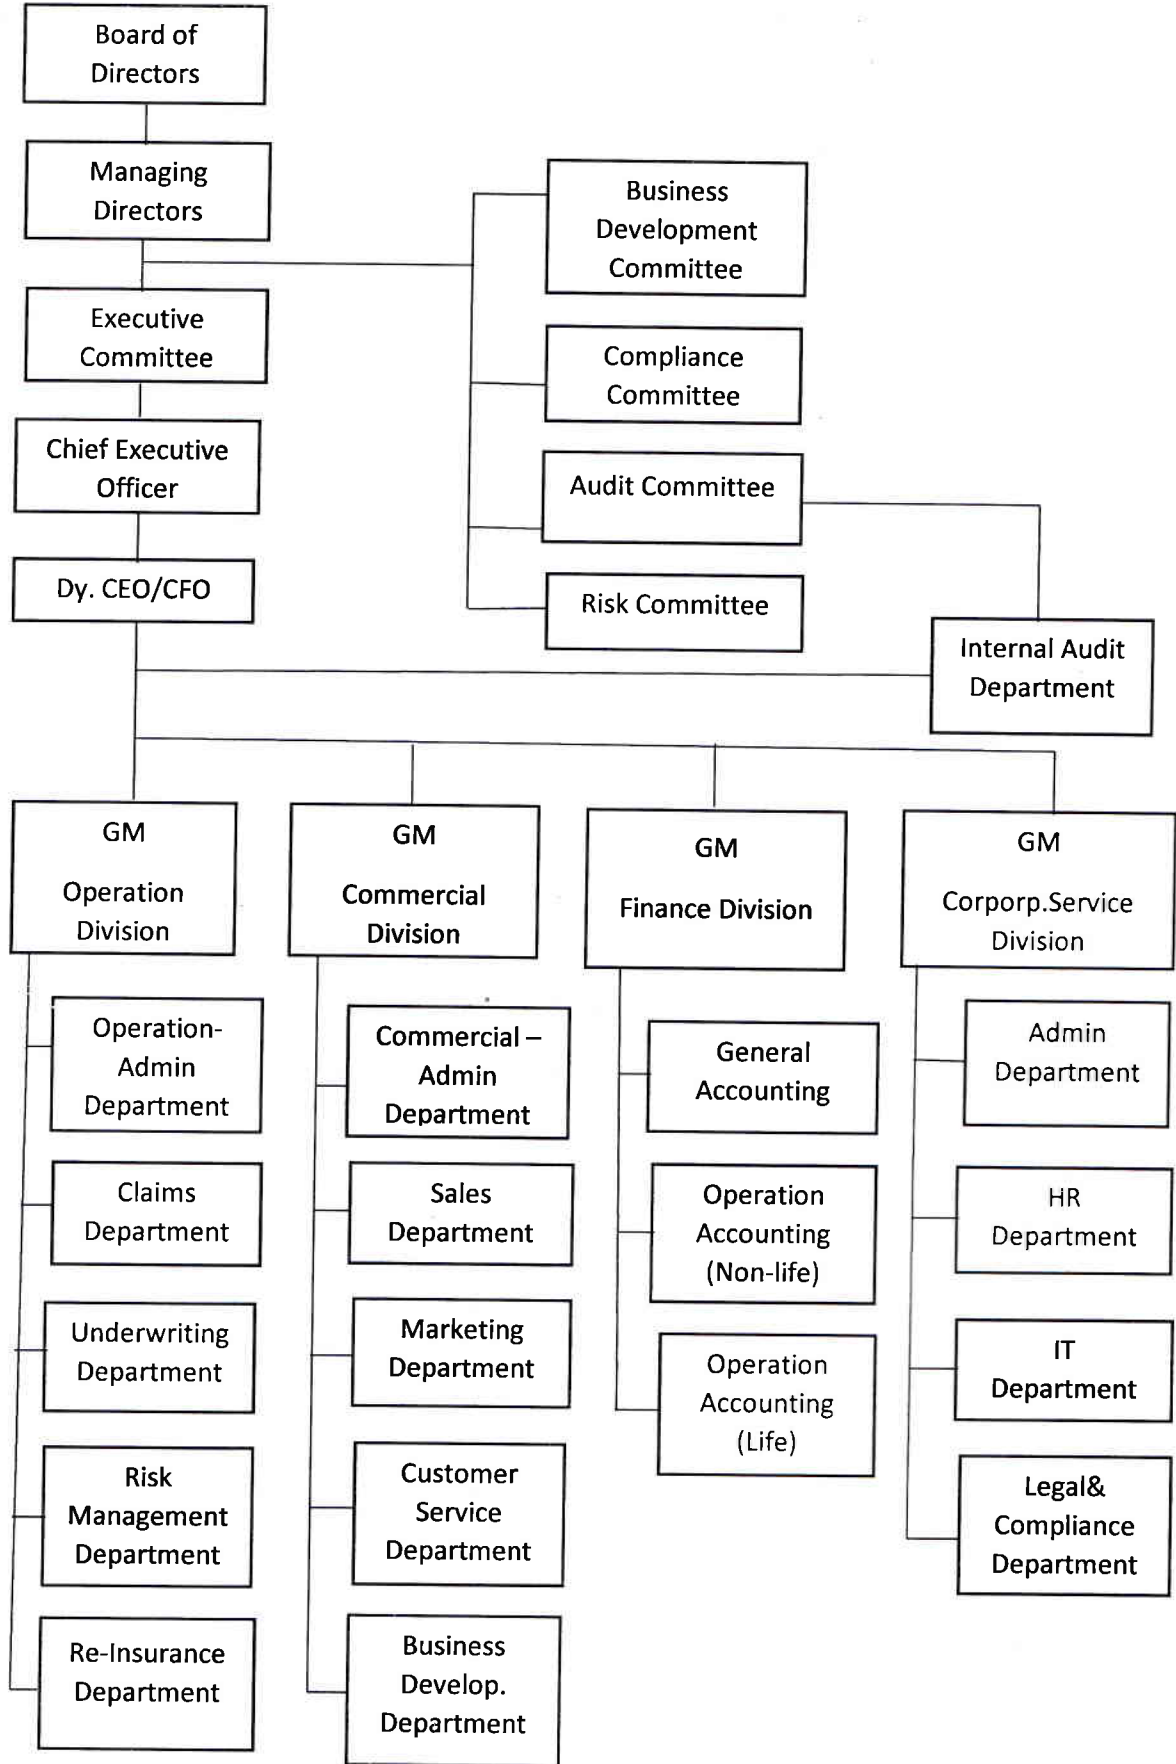 Board of
Directors
Managing
Directors
Executive
Committee
Chief Executive
Officer
Dy. CEO/CFO
Business
Development
Committee
Compliance
Committee
Audit Committee
Risk Committee
Internal Audit
Department
GM
Operation
Division
Operation-
Admin
Department
Claims
Department
Underwriting
Department
Risk
Management
Department
Re-Insurance
Department
GM
Commercial
Division
Commercial –
Admin
Department
Sales
Department
Marketing
Department
Customer
Service
Department
Business
Develop.
Department
GM
Finance Division
General
Accounting
Operation
Accounting
(Non-life)
Operation
Accounting
(Life)
GM
Corporp.Service
Division
Admin
Department
HR
Department
IT
Department
Legal&
Compliance
Department